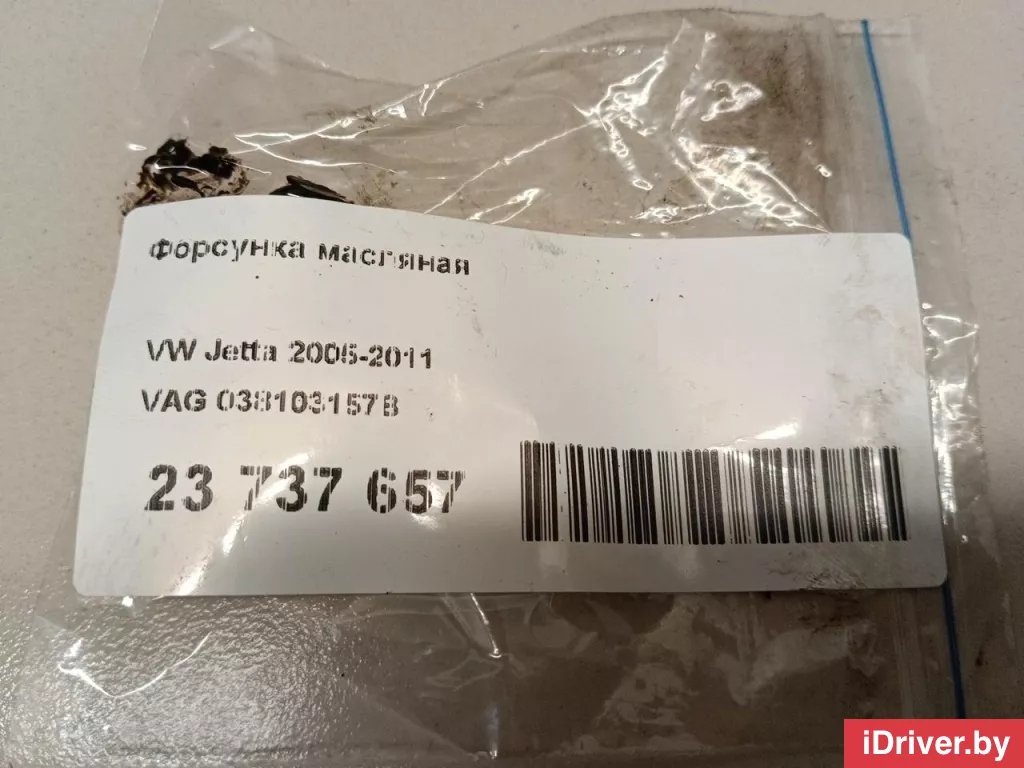 форсунка масляная
VW Jetta 2005-2011
VAG 038103157B
23 737 657
iDriver.by